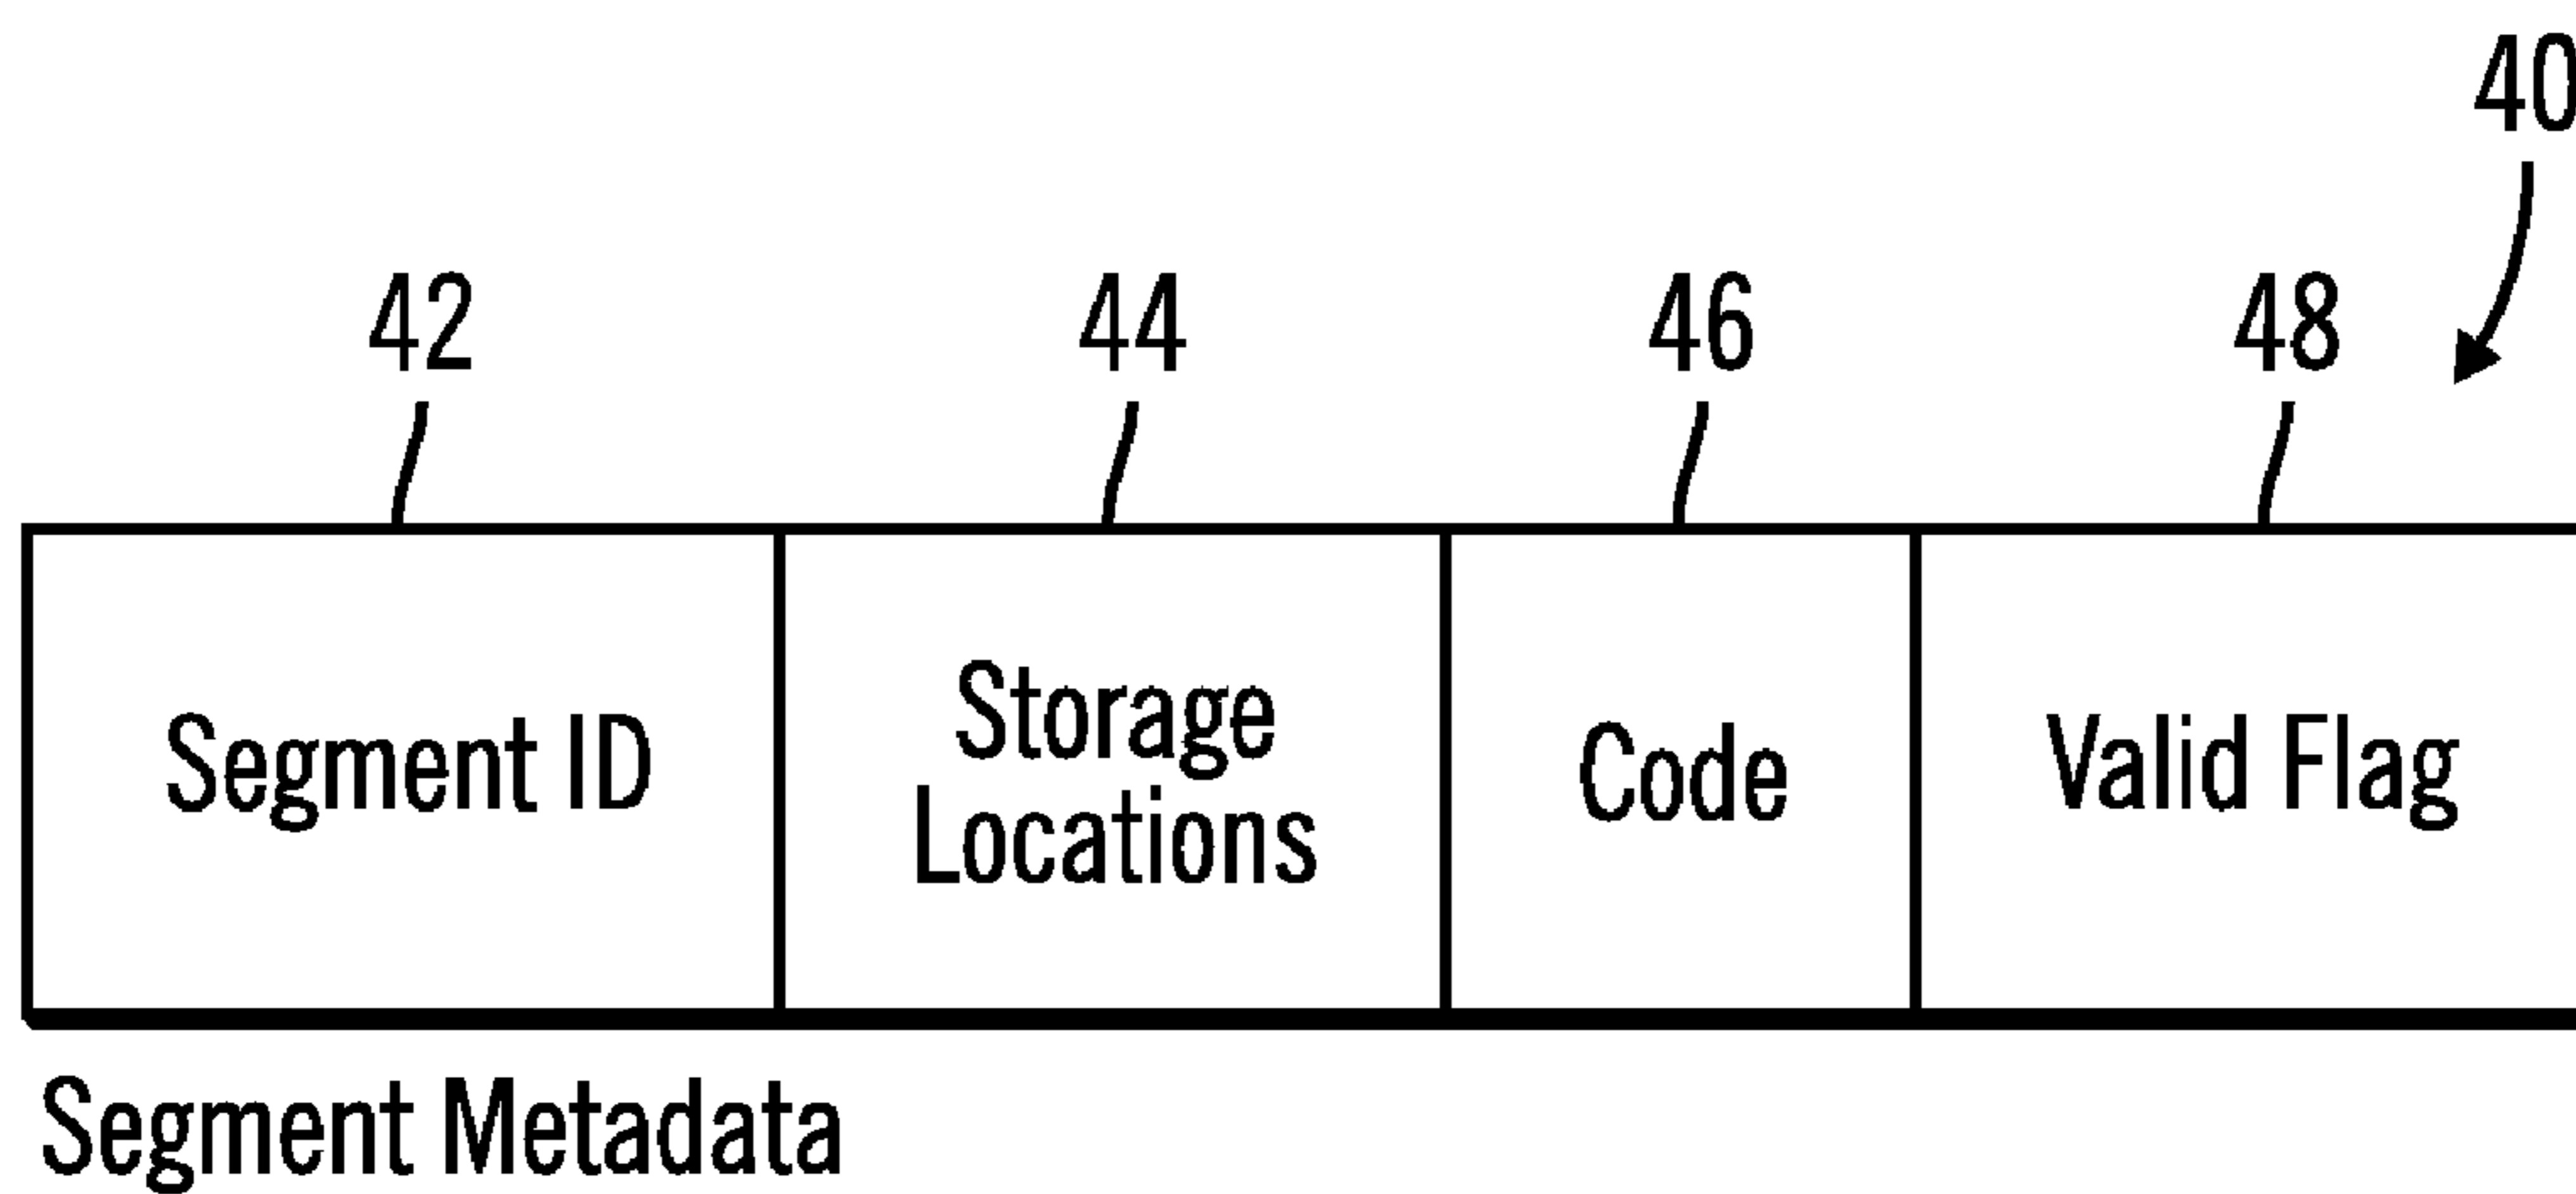 40
42 44 46 48
Segment ID
Storage
Locations
Code
Valid Flag
Segment Metadata